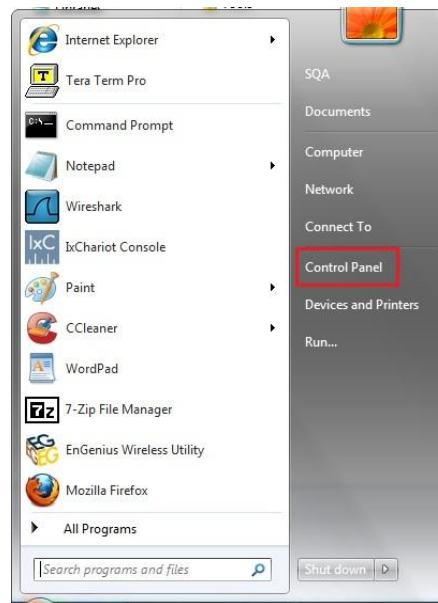 Internet Explorer
Tera Term Pro
Command Prompt
Notepad
Wireshark
IxC
IxChariot Console
Paint
CCleaner
WordPad
7-Zip File Manager
EnGenius Wireless Utility
Mozilla Firefox
All Programs
Search programs and files
SQA
Documents
Computer
Network
Connect To
Control Panel
Devices and Printers
Run...
Shut down